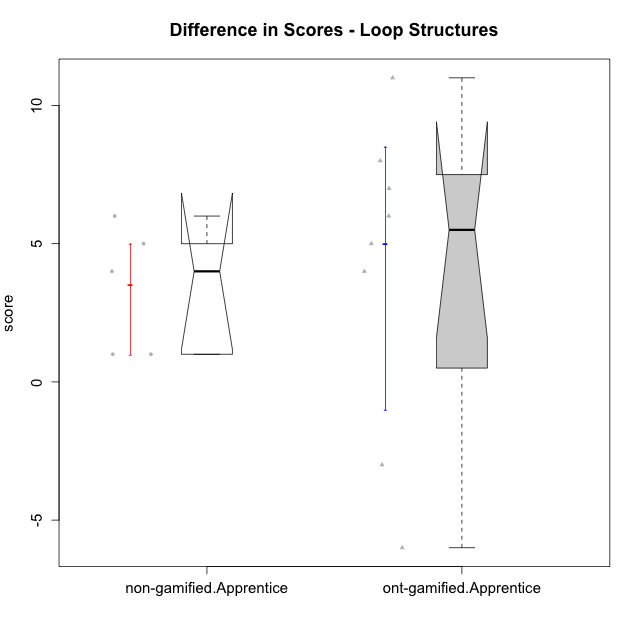 Difference in Scores - Loop Structures
score
10
5
0
-5
non-gamified.Apprentice
ont-gamified.Apprentice